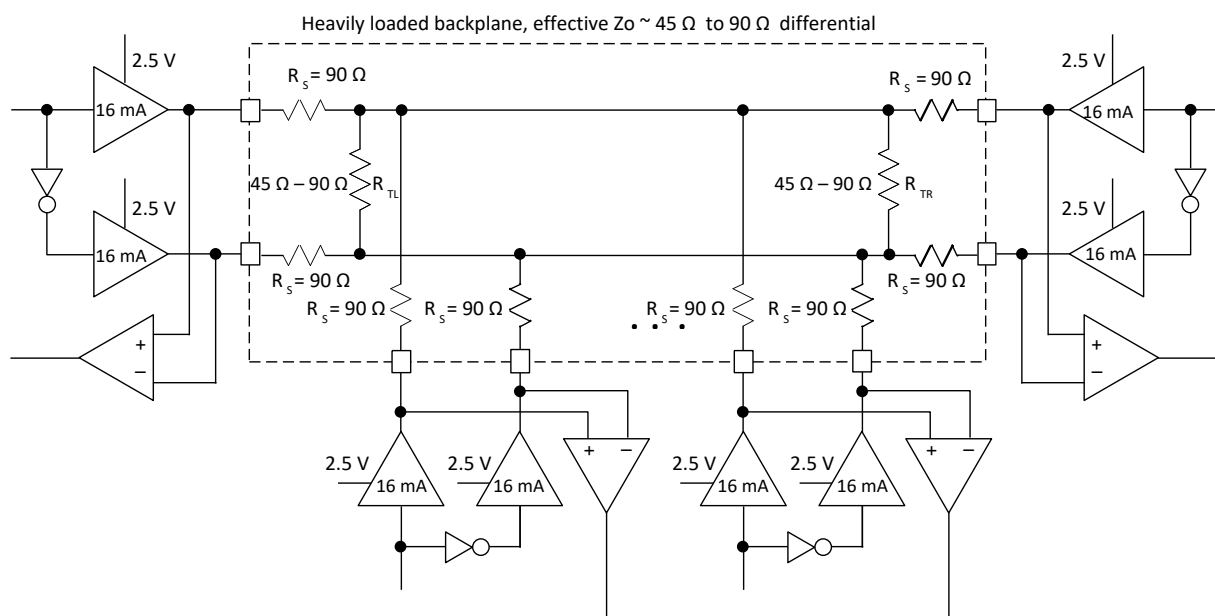 Heavily loaded backplane, effective Zo ~ 45 Ω to 90 Ω differential
2.5 V
16 mA
R S = 90 Ω
R S = 90 Ω
2.5 V
16 mA
45 Ω – 90 Ω
R TL
45 Ω – 90 Ω
R TR
2.5 V
16 mA
2.5 V
16 mA
R S = 90 Ω
R S = 90 Ω
R S = 90 Ω
R S = 90 Ω
. . .
R S = 90 Ω
R S = 90 Ω
+
–
+
–
2.5 V
16 mA
2.5 V
16 mA
+ –
2.5 V
16 mA
2.5 V
16 mA
+ –